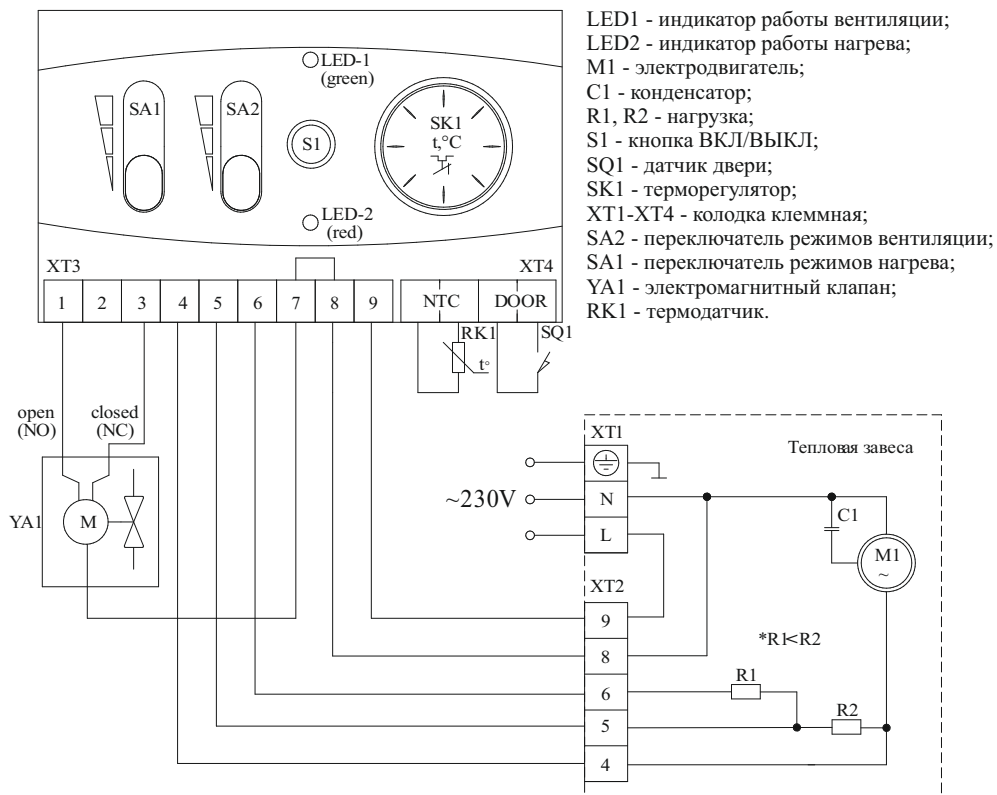 LED-1
(green)
SA1
SA2
S1
SK1
t,°C
LED-2
(red)
XT3
XT4
1 2 3 4 5 6 7 8 9
NTC
DOOR
RK1
t°
SQ1
LED1 - индикатор работы вентиляции;
LED2 - индикатор работы нагрева;
M1 - электродвигатель;
C1 - конденсатор;
R1, R2 - нагрузка;
S1 - кнопка ВКЛ/ВЫКЛ;
SQ1 - датчик двери;
SK1 - терморегулятор;
XT1-XT4 - колодка клеммная;
SA2 - переключатель режимов вентиляции;
SA1 - переключатель режимов нагрева;
YA1 - электромагнитный клапан;
RK1 - термодатчик.
open
(NO)
closed
(NC)
YA1
M
~230V
XT1
N
L
Тепловая завеса
C1
M1
~
XT2
9
8
6
5
4
*R1<R2
R1
R2